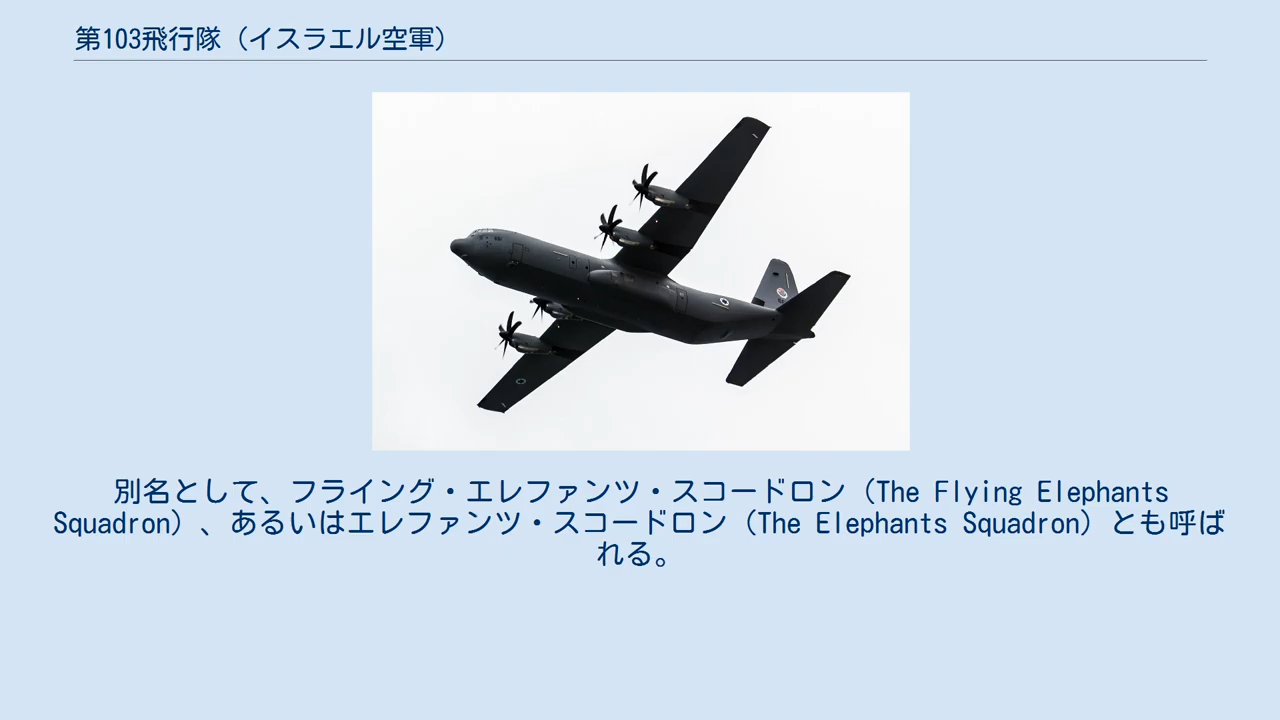 第103飛行隊（イスラエル空軍）
別名として、フライング・エレファンツ・スコードロン（The Flying Elephants
Squadron）、あるいはエレファンツ・スコードロン（The Elephants Squadron）とも呼ば
れる。